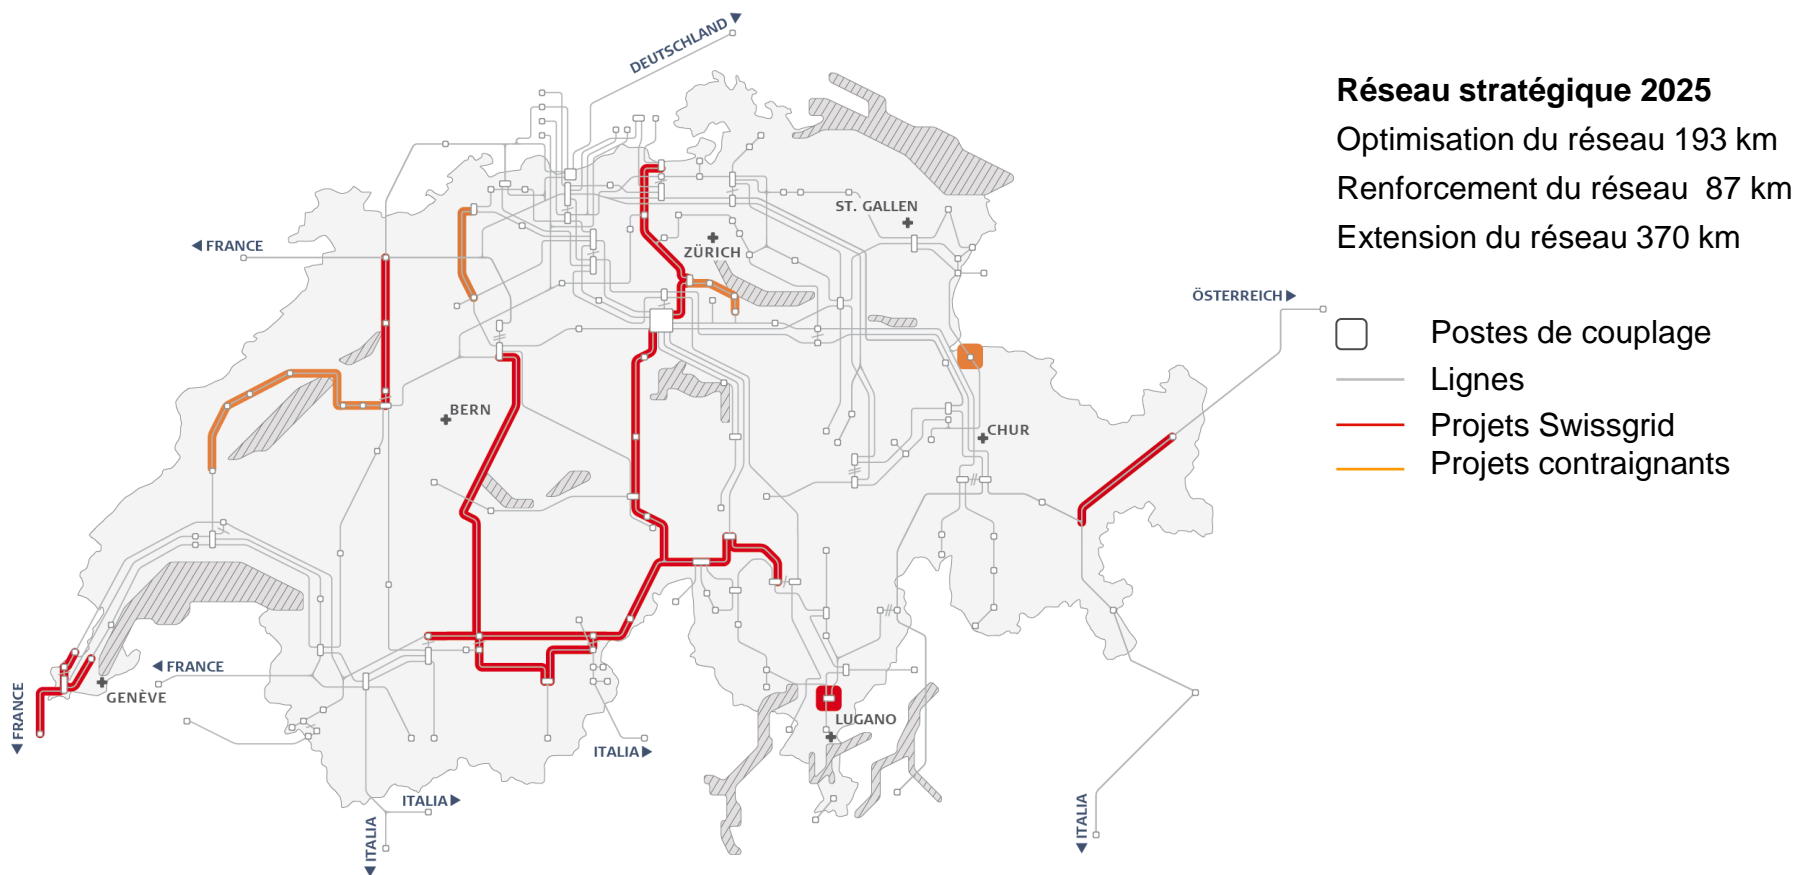 DEUTSCHLAND
Réseau stratégique 2025
Optimisation du réseau 193 km
Renforcement du réseau 87 km
Extension du réseau 370 km
ST. GALLEN
FRANCE
ZÜRICH
ÖSTERREICH
Postes de couplage
Lignes
BERN
Projets Swissgrid
CHUR
Projets contraignants
FRANCE
GENÈVE
FRANCE
LUGANO
ITALIA
ITALIA
ITALIA
ITALIA